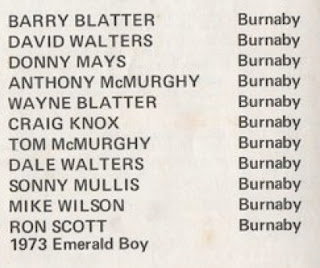 BARRY BLATTER Burnaby
DAVID WALTERS Burnaby
DONNY MAYS Burnaby
ANTHONY McMURGHY Burnaby
WAYNE BLATTER Burnaby
CRAIG KNOX Burnaby
TOM McMURGHY Burnaby
DALE WALTERS Burnaby
SONNY MULLIS Burnaby
MIKE WILSON Burnaby
RON SCOTT Burnaby
1973 Emerald Boy